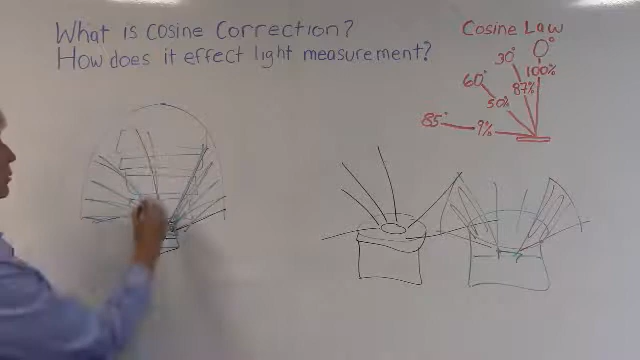 What is Cosine Correction?
How does it effect light measurement?
Cosine Law
0°
30°
100%
60°
87%
50%
85°
9%